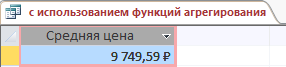 с использованием функций агрегирования
Средняя цена
9 749,59 ₽